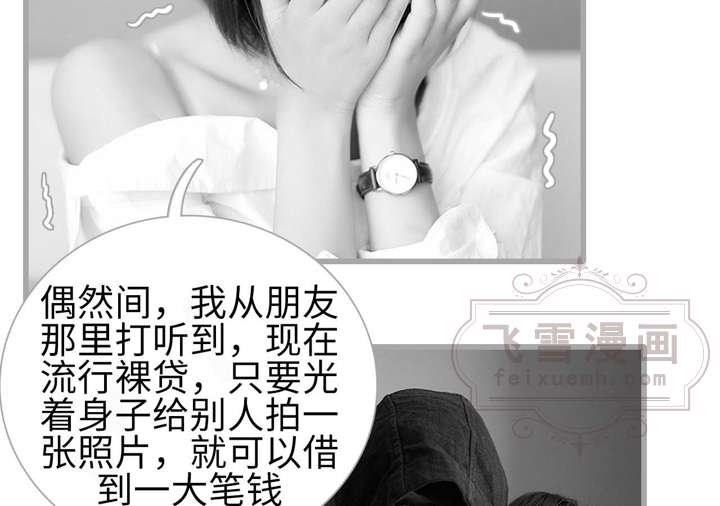 偶然间，我从朋友
那里打听到，现在
流行裸贷，只要光
着身子给别人拍一
张照片，就可以借
到一大笔钱
飞雪漫画
feixuemh.com